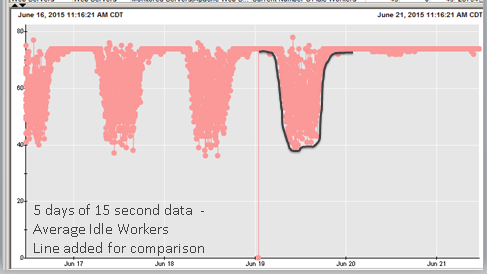 June 16, 2015 11:16:21 AM CDT June 21, 2015 11:16:21 AM CDT
80
60
40
20
0
5 days of 15 second data -
Average Idle Workers
Line added for comparison
Jun 17 Jun 18 Jun 19 Jun 20 Jun 21